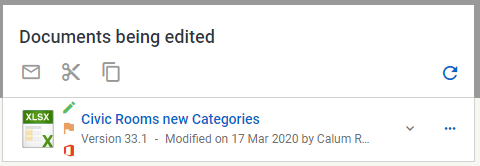 Documents being edited
XLSX
X
Civic Rooms new Categories
Version 33.1 - Modified on 17 Mar 2020 by Calum R...